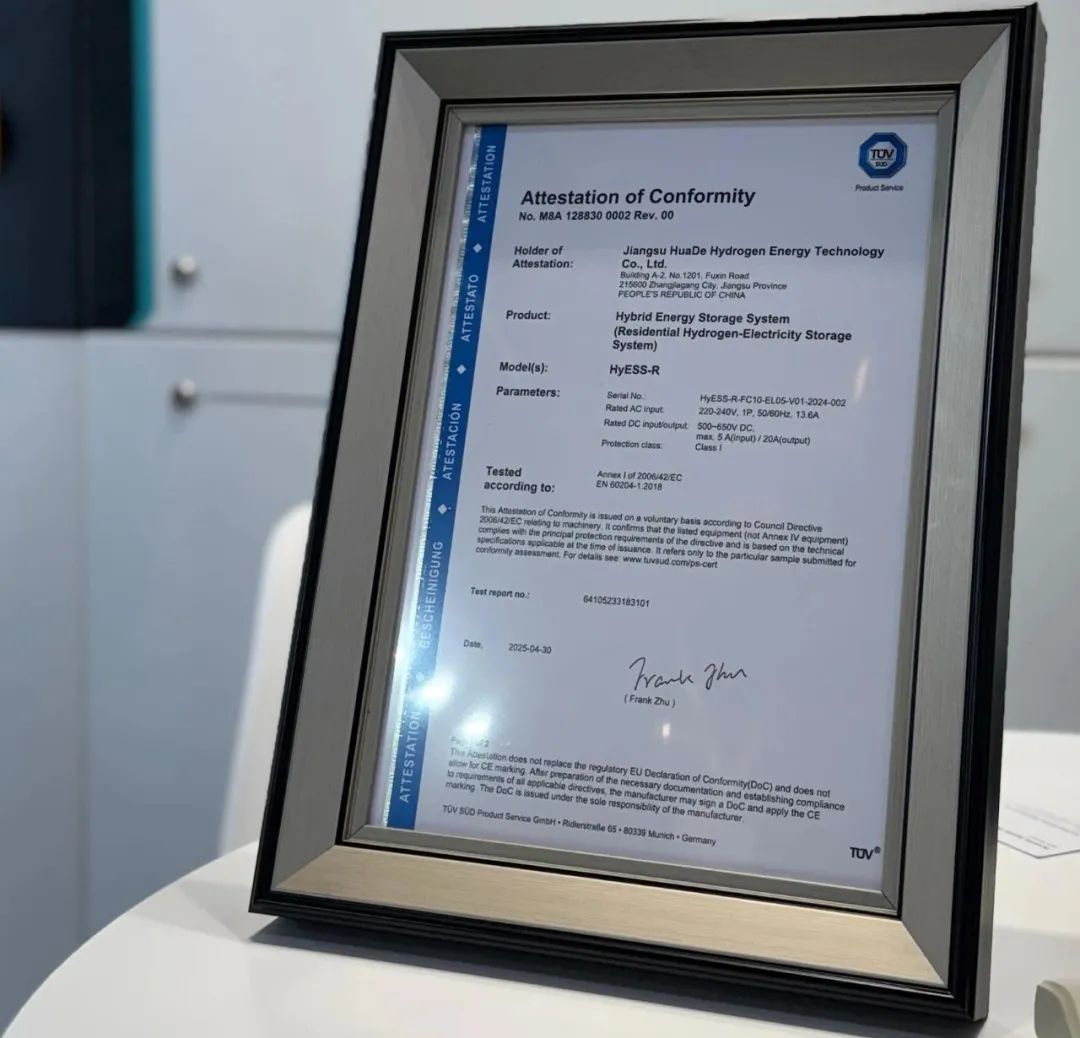 TÜV
SÜD
Product Service
Attestation of Conformity
No. M8A 128830 0002 Rev. 00
Holder of Attestation:
Jiangsu HuaDe Hydrogen Energy Technology
Co., Ltd.
Building A-2, No.1201, Fuxin Road
215600 Zhangjiagang City, Jiangsu Province
PEOPLE'S REPUBLIC OF CHINA
Product:
Hybrid Energy Storage System
(Residential Hydrogen-Electricity Storage
System)
Model(s):
HyESS-R
Parameters:
Serial No.: HyESS-R-FC10-EL05-V01-2024-002
Rated AC input: 220-240V, 1P, 50/60Hz, 13.6A
Rated DC input/output: 500~650V DC,
max. 5 A(input) / 20A(output)
Protection class: Class I
Tested
according to:
Annex I of 2006/42/EC
EN 60204-1:2018
This Attestation of Conformity is issued on a voluntary basis according to Council Directive
2006/42/EC relating to machinery. It confirms that the listed equipment (not Annex IV equipment)
complies with the principal protection requirements of the directive and is based on the technical
specifications applicable at the time of issuance. It refers only to the particular sample submitted for
conformity assessment. For details see: www.tuvsud.com/ps-cert
Test report no.: 64105233183101
Date, 2025-04-30
Frank Zhu
( Frank Zhu )
2
This Attestation does not replace the regulatory EU Declaration of Conformity(DoC) and does not
allow for CE marking. After preparation of the necessary documentation and establishing compliance
to requirements of all applicable directives, the manufacturer may sign a DoC and apply the CE
marking. The DoC is issued under the sole responsibility of the manufacturer.
TÜV SÜD Product Service GmbH • Ridlerstraße 65 • 80339 Munich • Germany
TÜV®
ATTESTATION ◆ BESCHEINIGUNG ◆ ATESTACIÓN ◆ ATTESTATO ◆ ATTESTATION